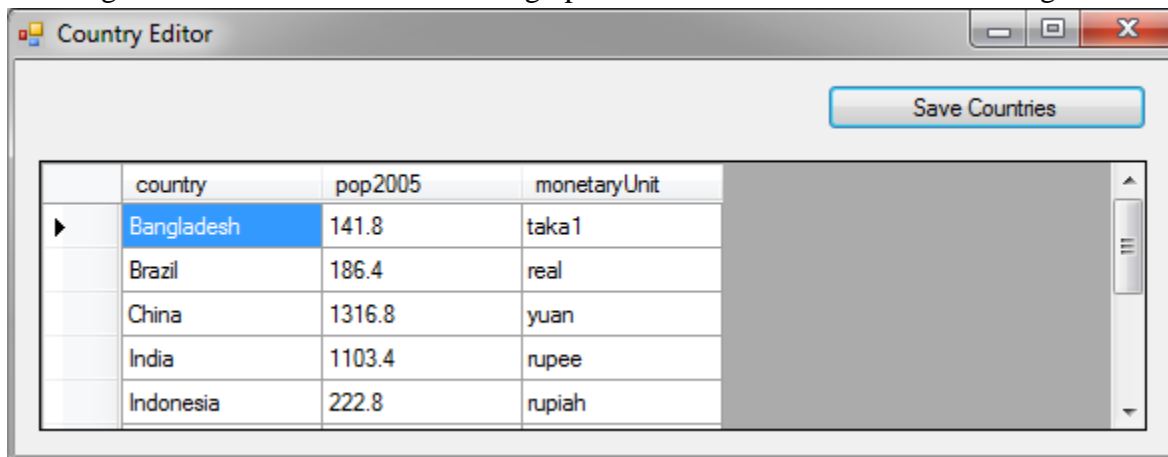 Country Editor
Save Countries
country pop2005 monetaryUnit
Bangladesh 141.8 taka1
Brazil 186.4 real
China 1316.8 yuan
India 1103.4 rupee
Indonesia 222.8 rupiah